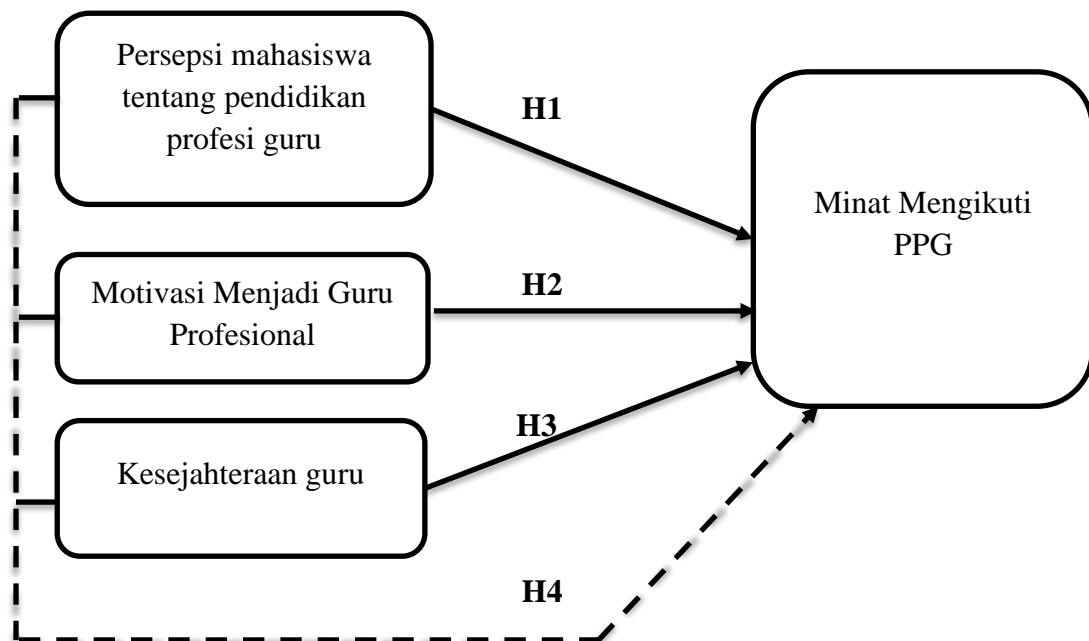 Persepsi mahasiswa
tentang pendidikan
profesi guru
H1
Minat Mengikuti
PPG
Motivasi Menjadi Guru
Profesional
H2
Kesejahteraan guru
H3
H4